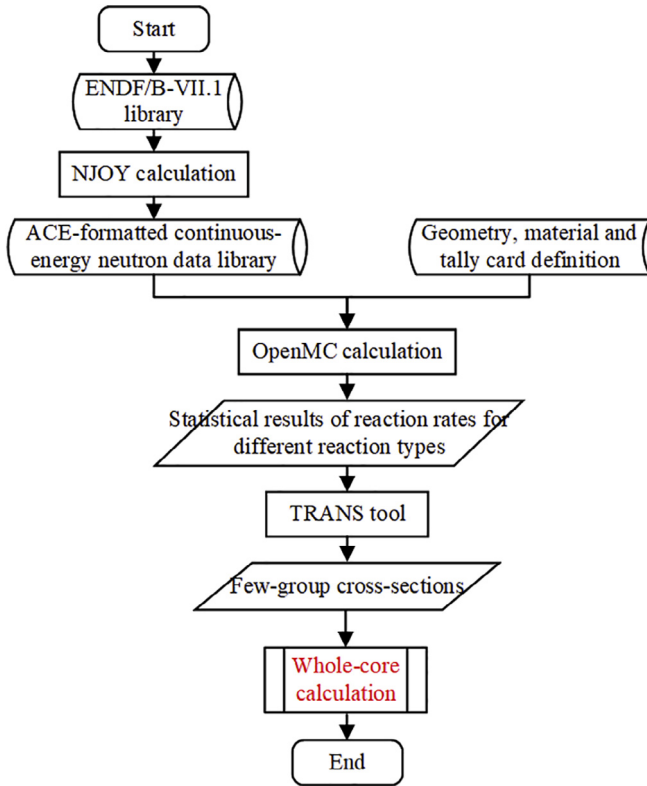 Start
ENDF/B-VII.1
library
NJOY calculation
ACE-formatted continuous-
energy neutron data library
Geometry, material and
tally card definition
OpenMC calculation
Statistical results of reaction rates for
different reaction types
TRANS tool
Few-group cross-sections
Whole-core
calculation
End